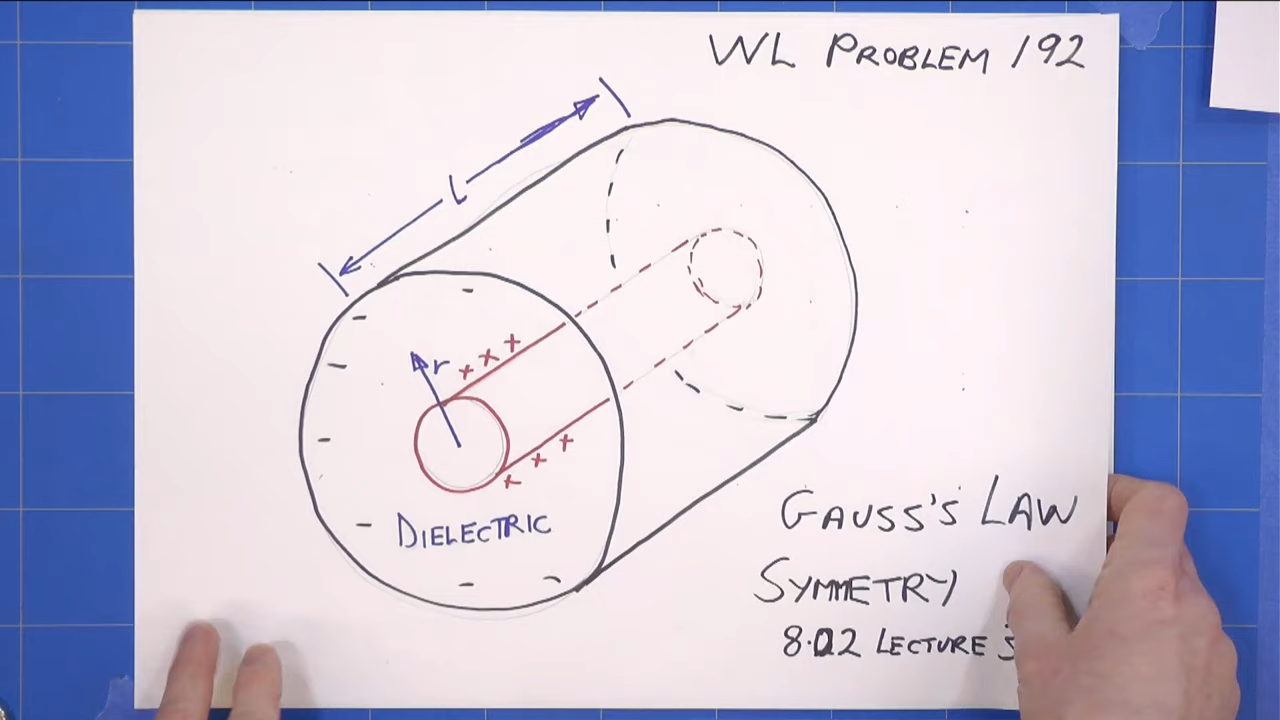 WL PROBLEM 192
L
r
+ + +
+ + +
DIELECTRIC
GAUSS'S LAW
SYMMETRY
8.02 LECTURE